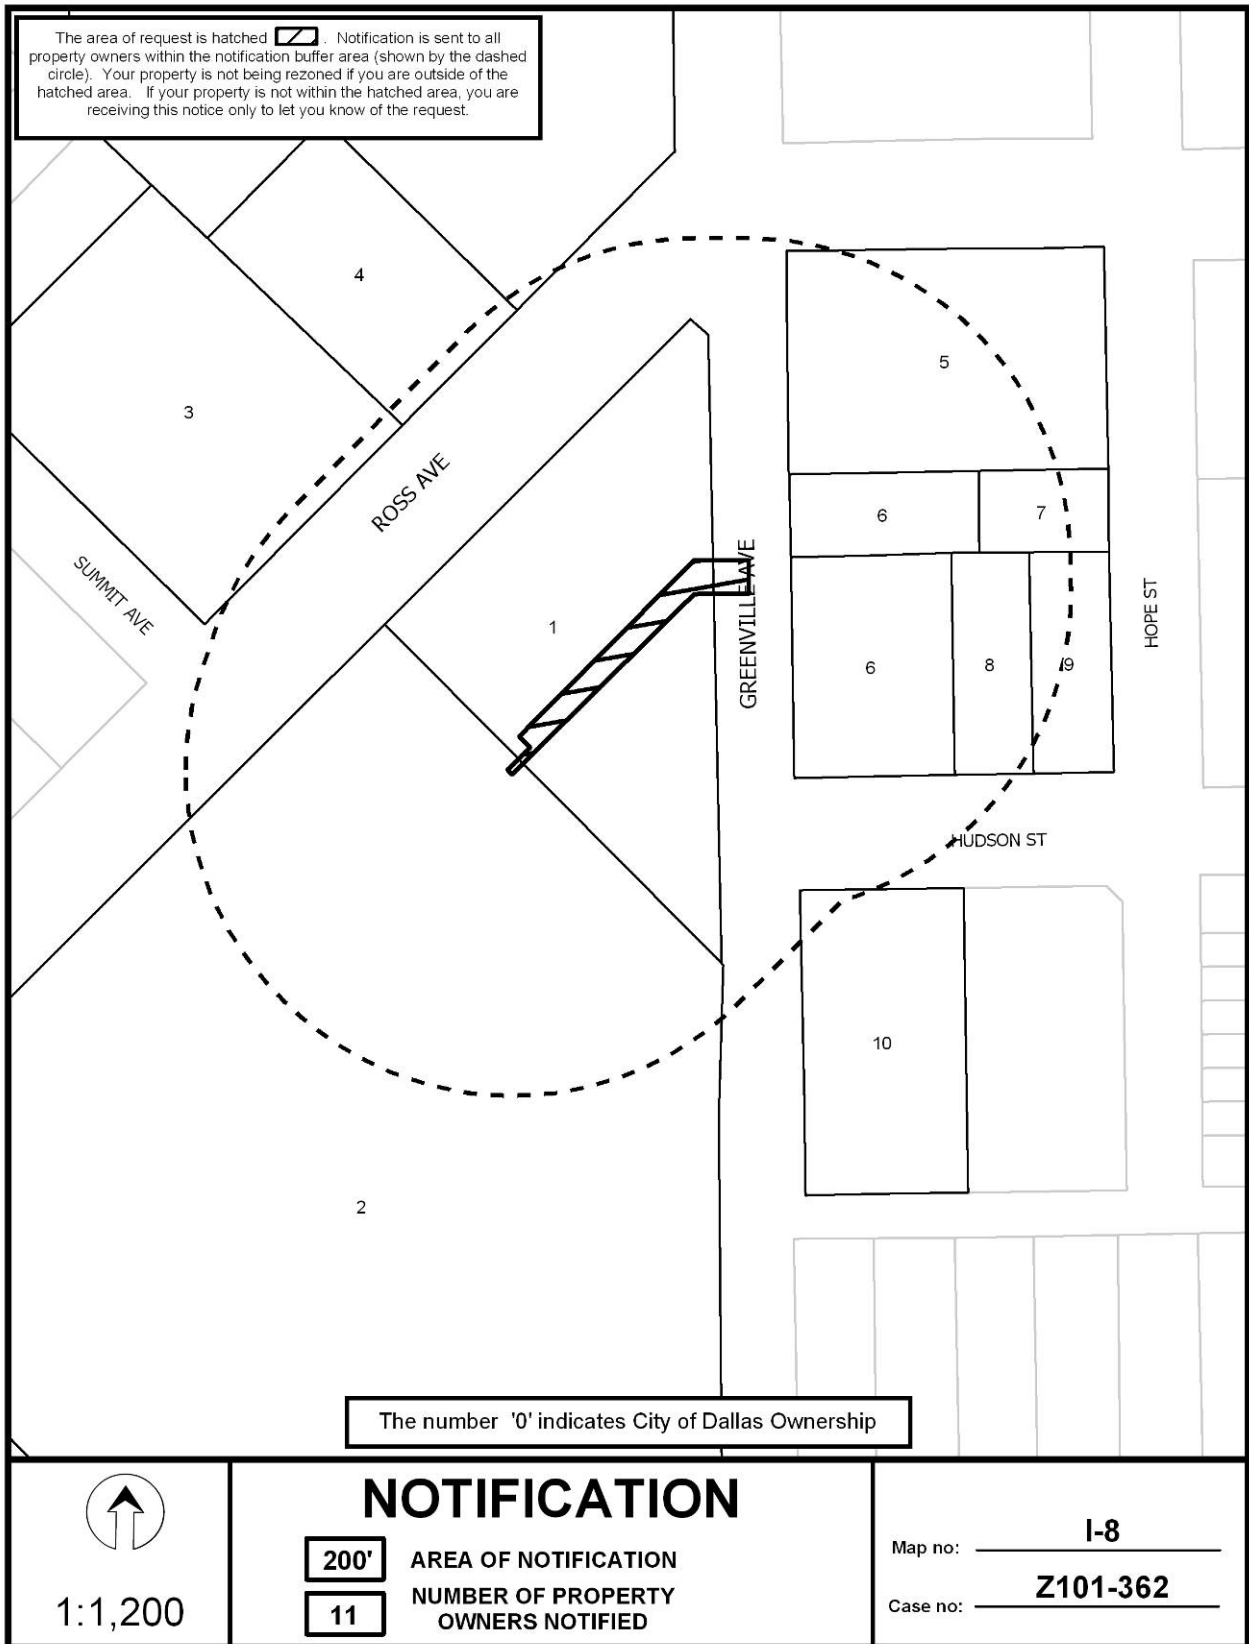 The area of request is hatched . Notification is sent to all
property owners within the notification buffer area (shown by the dashed
circle). Your property is not being rezoned if you are outside of the
hatched area. If your property is not within the hatched area, you are
receiving this notice only to let you know of the request.
4
3
5
ROSS AVE
6
7
SUMMIT AVE
GREENVILLE AVE
HOPE ST
1
6
8
9
HUDSON ST
10
2
The number '0' indicates City of Dallas Ownership
1:1,200
NOTIFICATION
200' AREA OF NOTIFICATION
11 NUMBER OF PROPERTY
OWNERS NOTIFIED
Map no: I-8
Case no: Z101-362